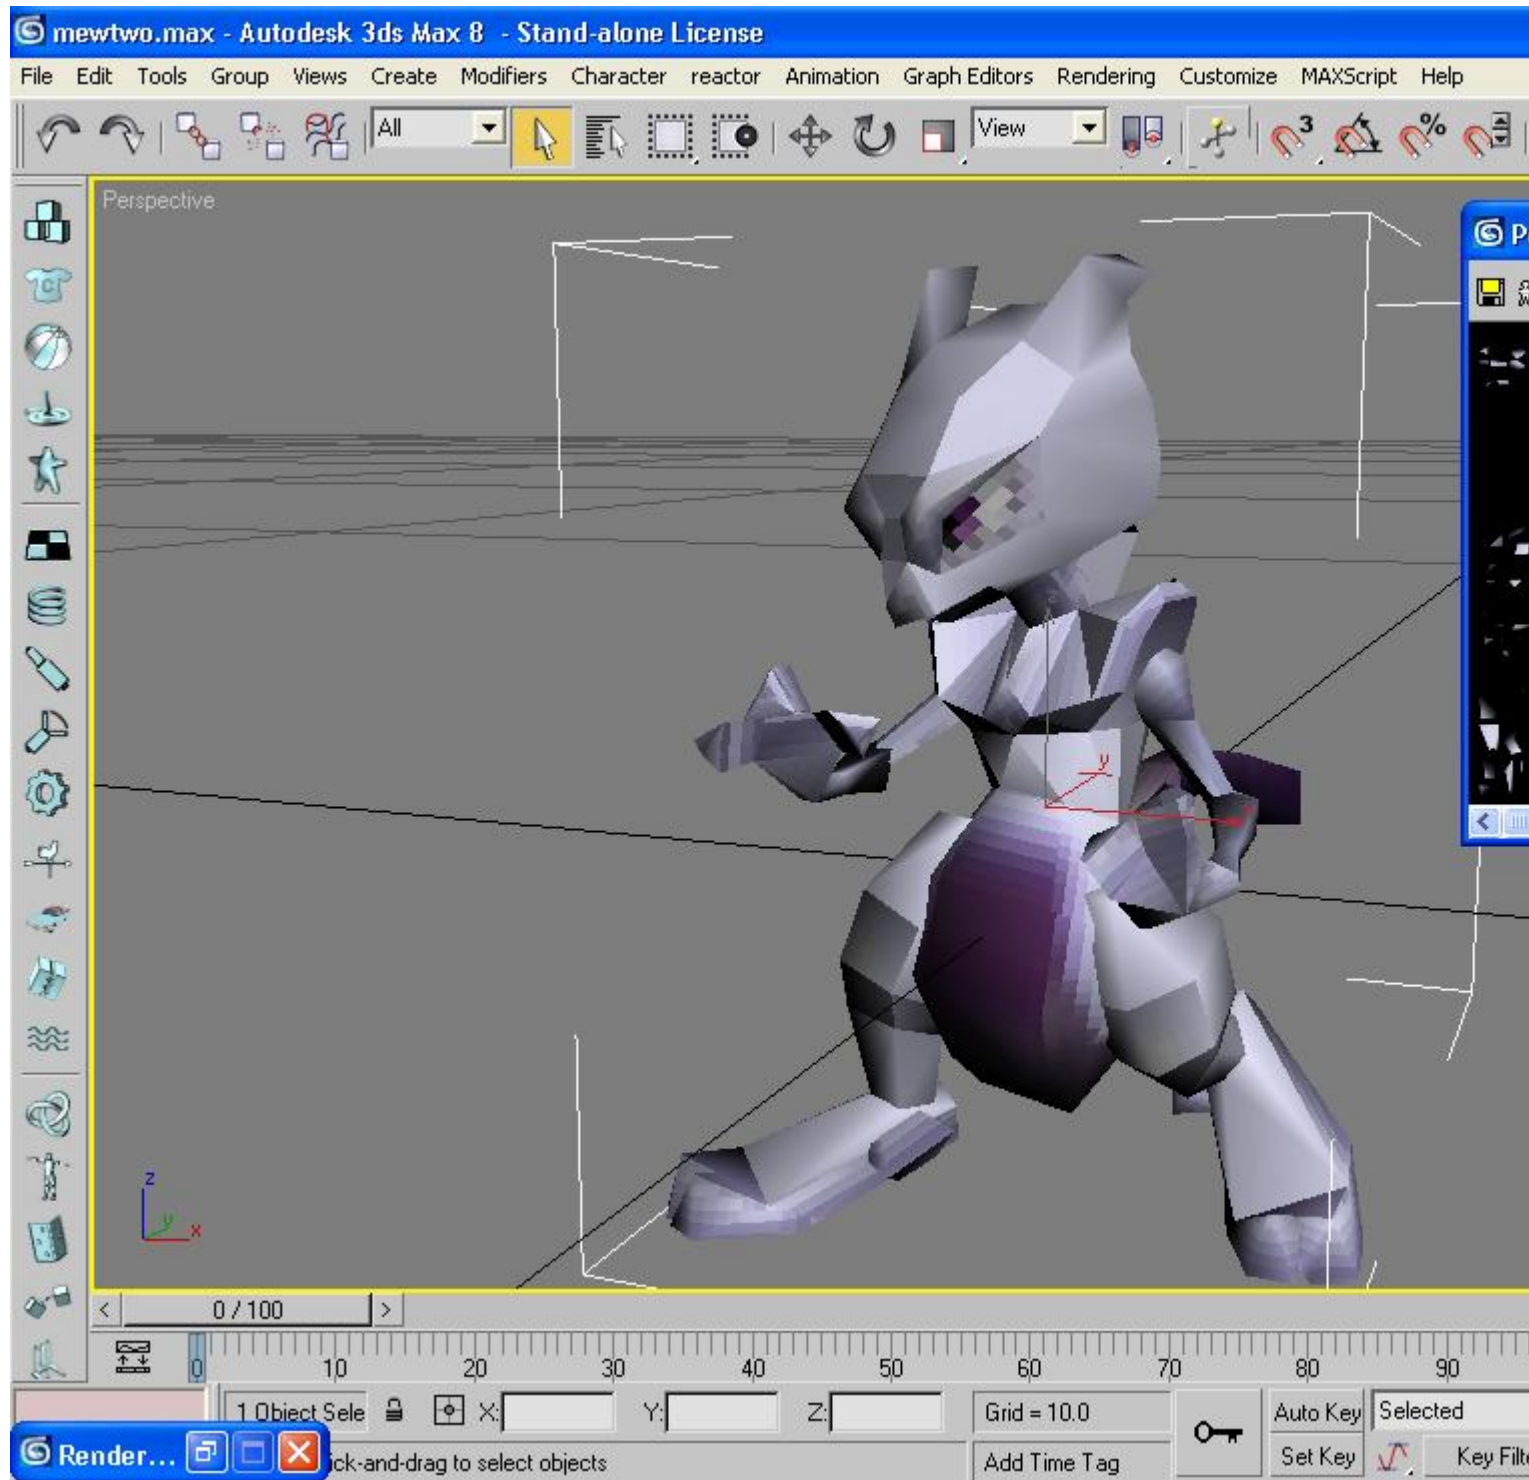 mewtwo.max - Autodesk 3ds Max 8 - Stand-alone License
File Edit Tools Group Views Create Modifiers Character reactor Animation Graph Editors Rendering Customize MAXScript Help
All View 3 %
Perspective
P
y
z
y x
0 / 100
0 10 20 30 40 50 60 70 80 90
1 Object Sele X: Y: Z: Grid = 10.0 Auto Key Selected
Render... ick-and-drag to select objects Add Time Tag Set Key Key Filte